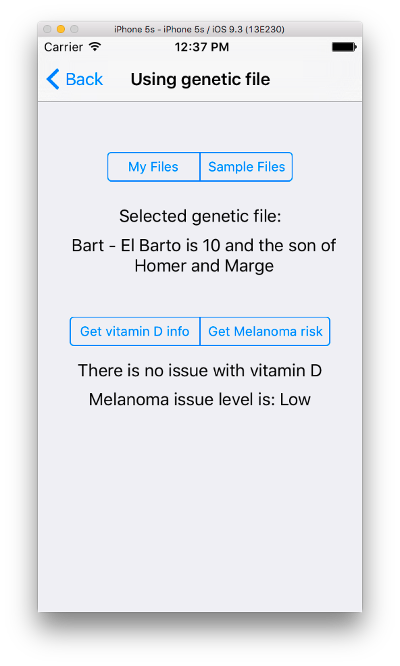 iPhone 5s - iPhone 5s / iOS 9.3 (13E230)
Carrier 12:37 PM
Back Using genetic file
My Files Sample Files
Selected genetic file:
Bart - El Barto is 10 and the son of
Homer and Marge
Get vitamin D info Get Melanoma risk
There is no issue with vitamin D
Melanoma issue level is: Low